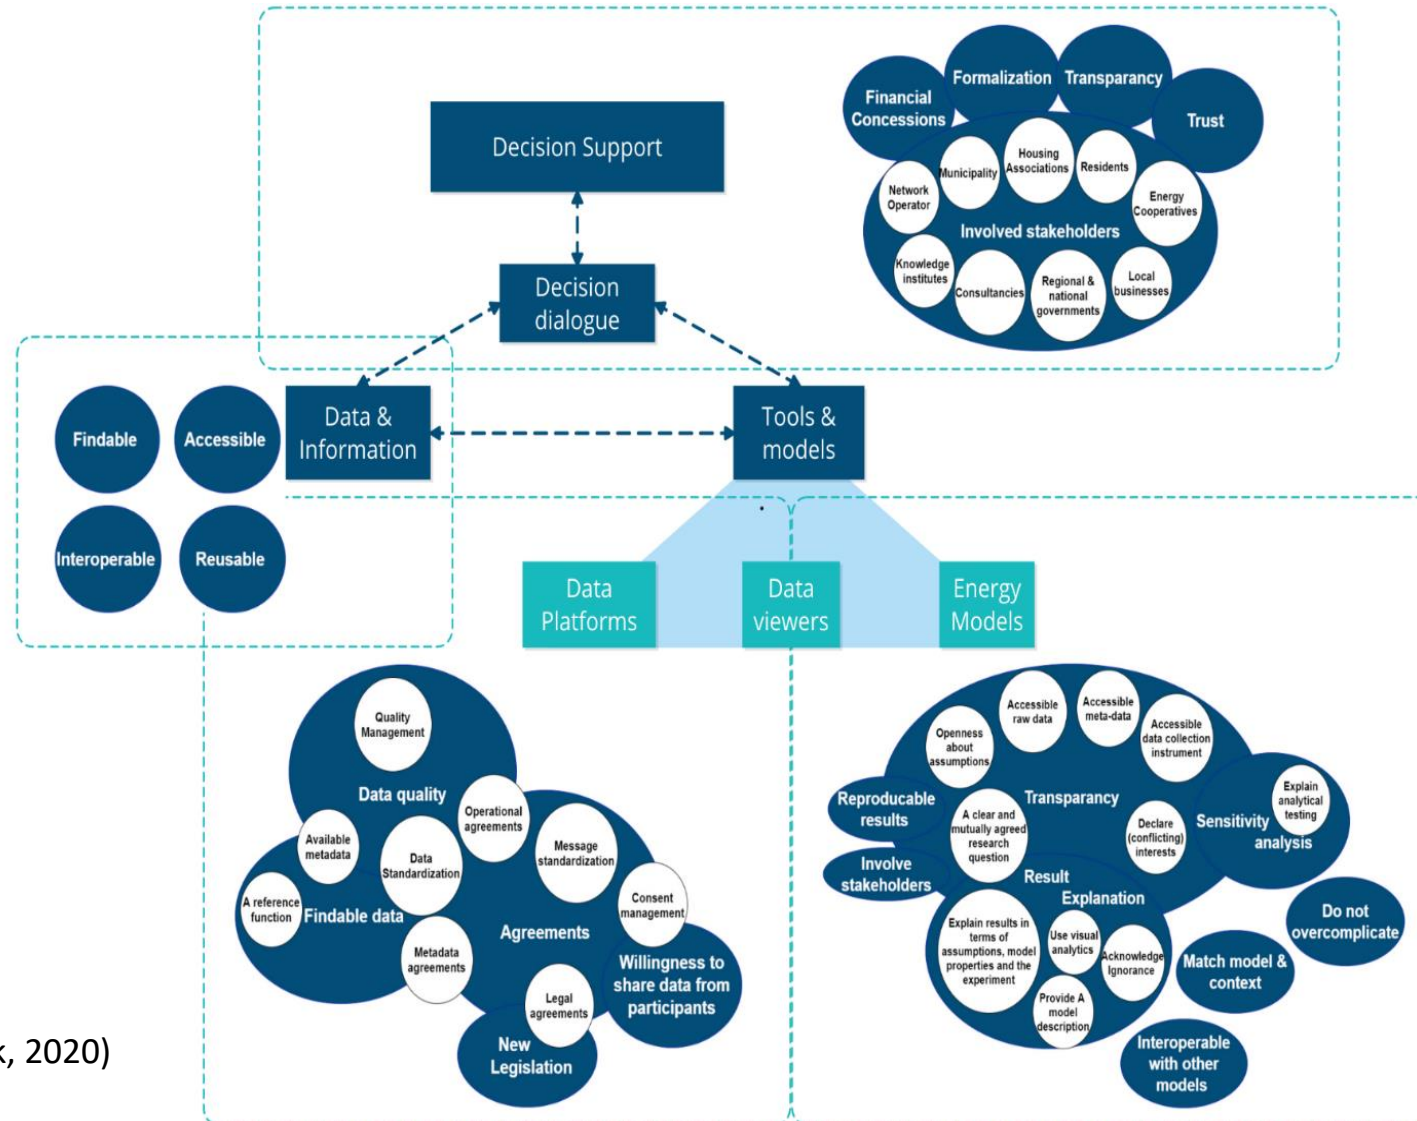 Decision Support
Decision
dialogue
Data &
Information
Tools &
models
Financial
Concessions
Formalization
Transparancy
Trust
Network
Operator
Municipality
Housing
Associations
Residents
Energy
Cooperatives
Involved stakeholders
Knowledge
institutes
Consultancies
Regional &
national
governments
Local
businesses
Findable
Accessible
Interoperable
Reusable
Data
Platforms
Data
viewers
Energy
Models
Quality
Management
Data quality
Operational
agreements
Available
metadata
Data
Standardization
Message
standardization
A reference
function
Findable data
Consent
management
Agreements
Metadata
agreements
Willingness to
share data from
participants
Legal
agreements
New
Legislation
Accessible
raw data
Accessible
meta-data
Accessible
data collection
instrument
Openness
about
assumptions
Reproducable
results
Transparancy
Explain
analytical
testing
Sensitivity
analysis
A clear and
mutually agreed
research
question
Declare
(conflicting)
interests
Involve
stakeholders
Result
Explanation
Explain results in
terms of
assumptions, model
properties and the
experiment
Use visual
analytics
Acknowledge
Ignorance
Provide A
model
description
Do not
overcomplicate
Match model &
context
Interoperable
with other
models
, 2020)